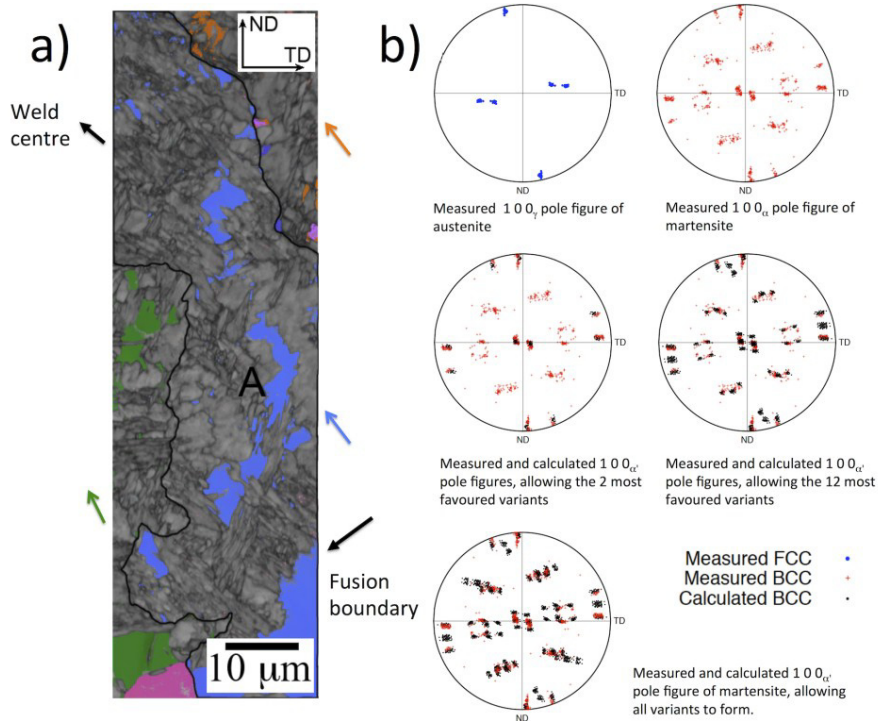 a)
ND
TD
Weld
centre
A
Fusion
boundary
10 μm
b)
TD
ND
Measured 1 0 0γ pole figure of
austenite
TD
ND
Measured 1 0 0α pole figure of
martensite
TD
ND
Measured and calculated 1 0 0α'
pole figures, allowing the 2 most
favoured variants
TD
ND
Measured and calculated 1 0 0α'
pole figures, allowing the 12 most
favoured variants
TD
ND
Measured FCC
Measured BCC
Calculated BCC
Measured and calculated 1 0 0α'
pole figure of martensite, allowing
all variants to form.